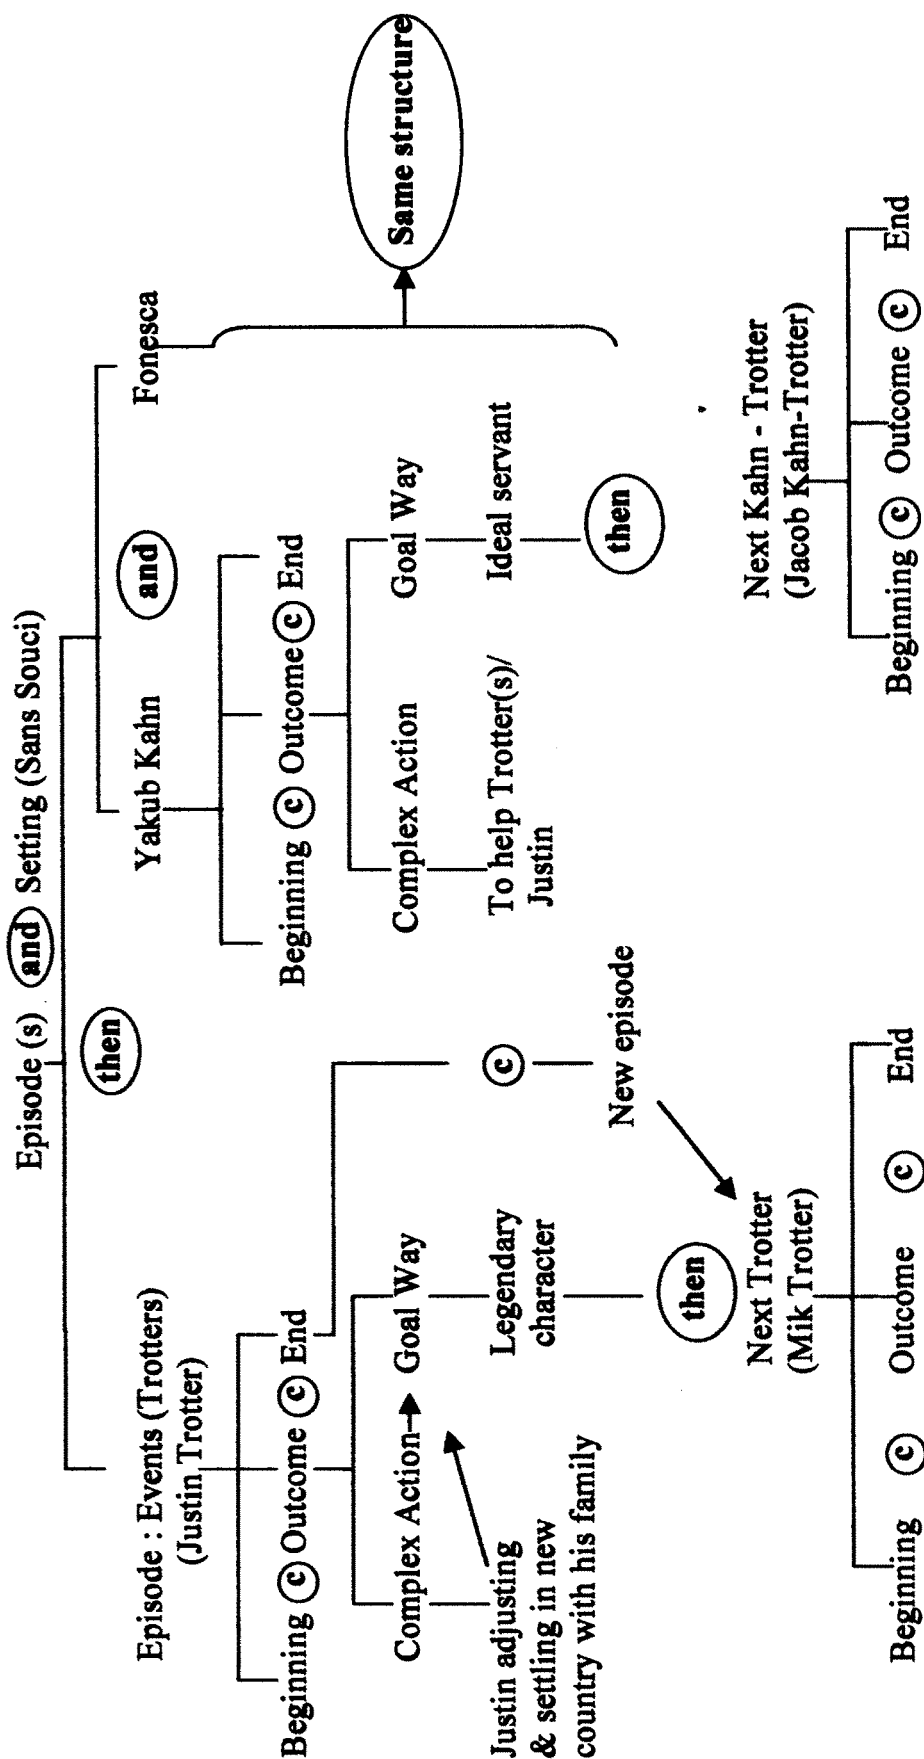 Episode (s) and Setting (Sans Souci)
then
Episode : Events (Trotters)
(Justin Trotter)
Yakub Kahn
and
Fonesca
Beginning c Outcome c End
Beginning c Outcome c End
Same structure
Complex Action
Goal Way
Complex Action
Goal Way
Justin adjusting
& settling in new
country with his family
Legendary
character
c
To help Trotter(s)/
Justin
Ideal servant
New episode
then
then
Next Trotter
(Mik Trotter)
Next Kahn - Trotter
(Jacob Kahn-Trotter)
Beginning c Outcome c End
Beginning c Outcome c End